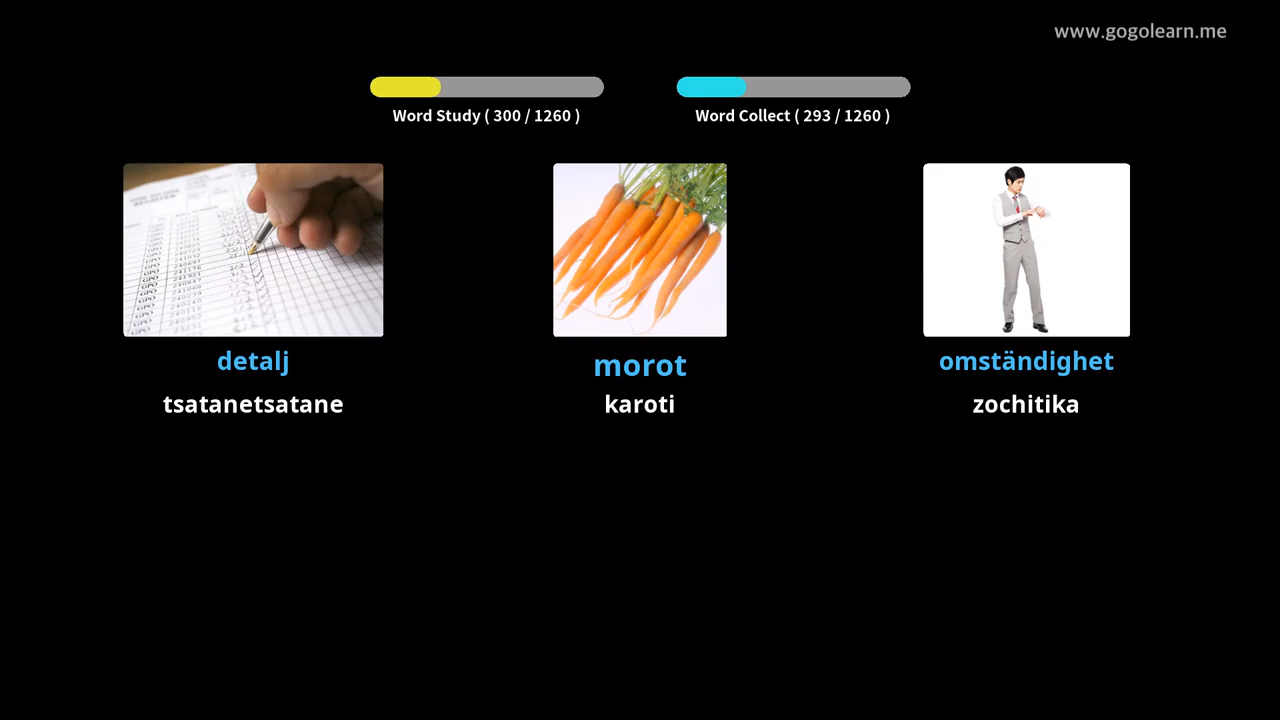 www.gogolearn.me
Word Study ( 300 / 1260 )
Word Collect ( 293 / 1260 )
detalj
morot
omständighet
tsatanetsatane
karoti
zochitika